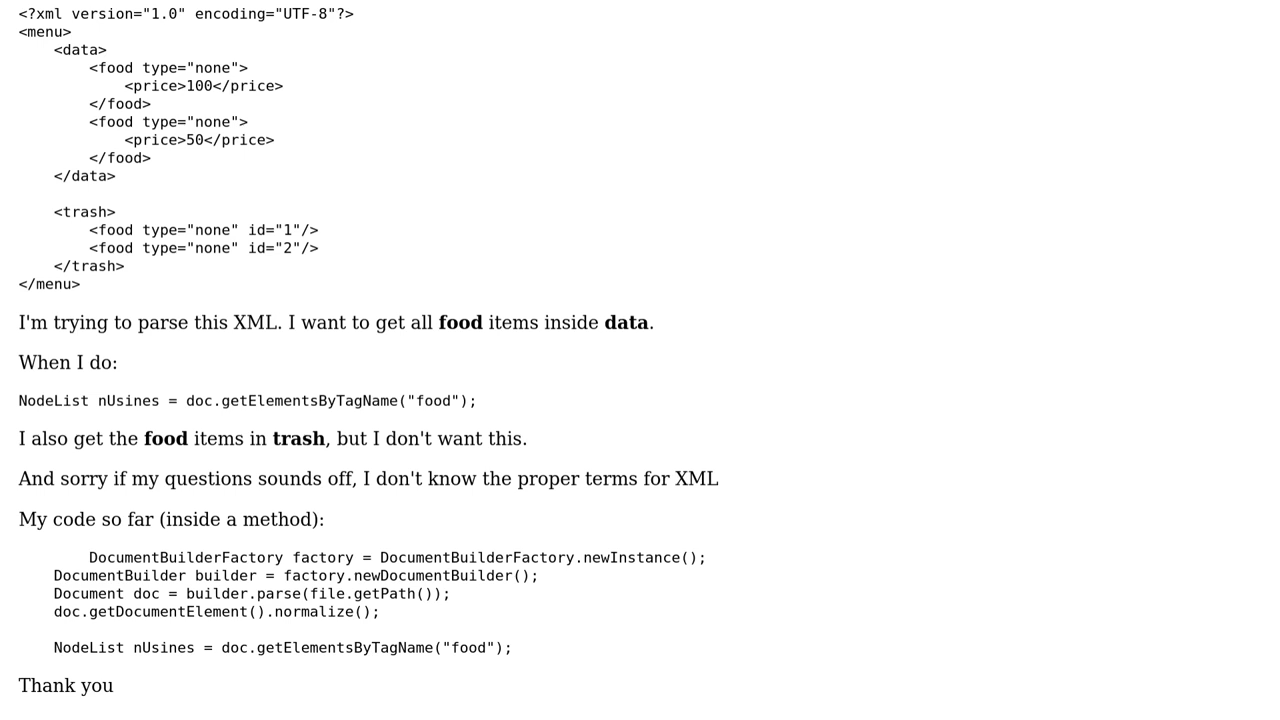 <?xml version="1.0" encoding="UTF-8"?>
<menu>
    <data>
        <food type="none">
            <price>100</price>
        </food>
        <food type="none">
            <price>50</price>
        </food>
    </data>

    <trash>
        <food type="none" id="1"/>
        <food type="none" id="2"/>
    </trash>
</menu>
I'm trying to parse this XML. I want to get all food items inside data.
When I do:
NodeList nUsines = doc.getElementsByTagName("food");
I also get the food items in trash, but I don't want this.
And sorry if my questions sounds off, I don't know the proper terms for XML
My code so far (inside a method):
        DocumentBuilderFactory factory = DocumentBuilderFactory.newInstance();
    DocumentBuilder builder = factory.newDocumentBuilder();
    Document doc = builder.parse(file.getPath());
    doc.getDocumentElement().normalize();

    NodeList nUsines = doc.getElementsByTagName("food");
Thank you